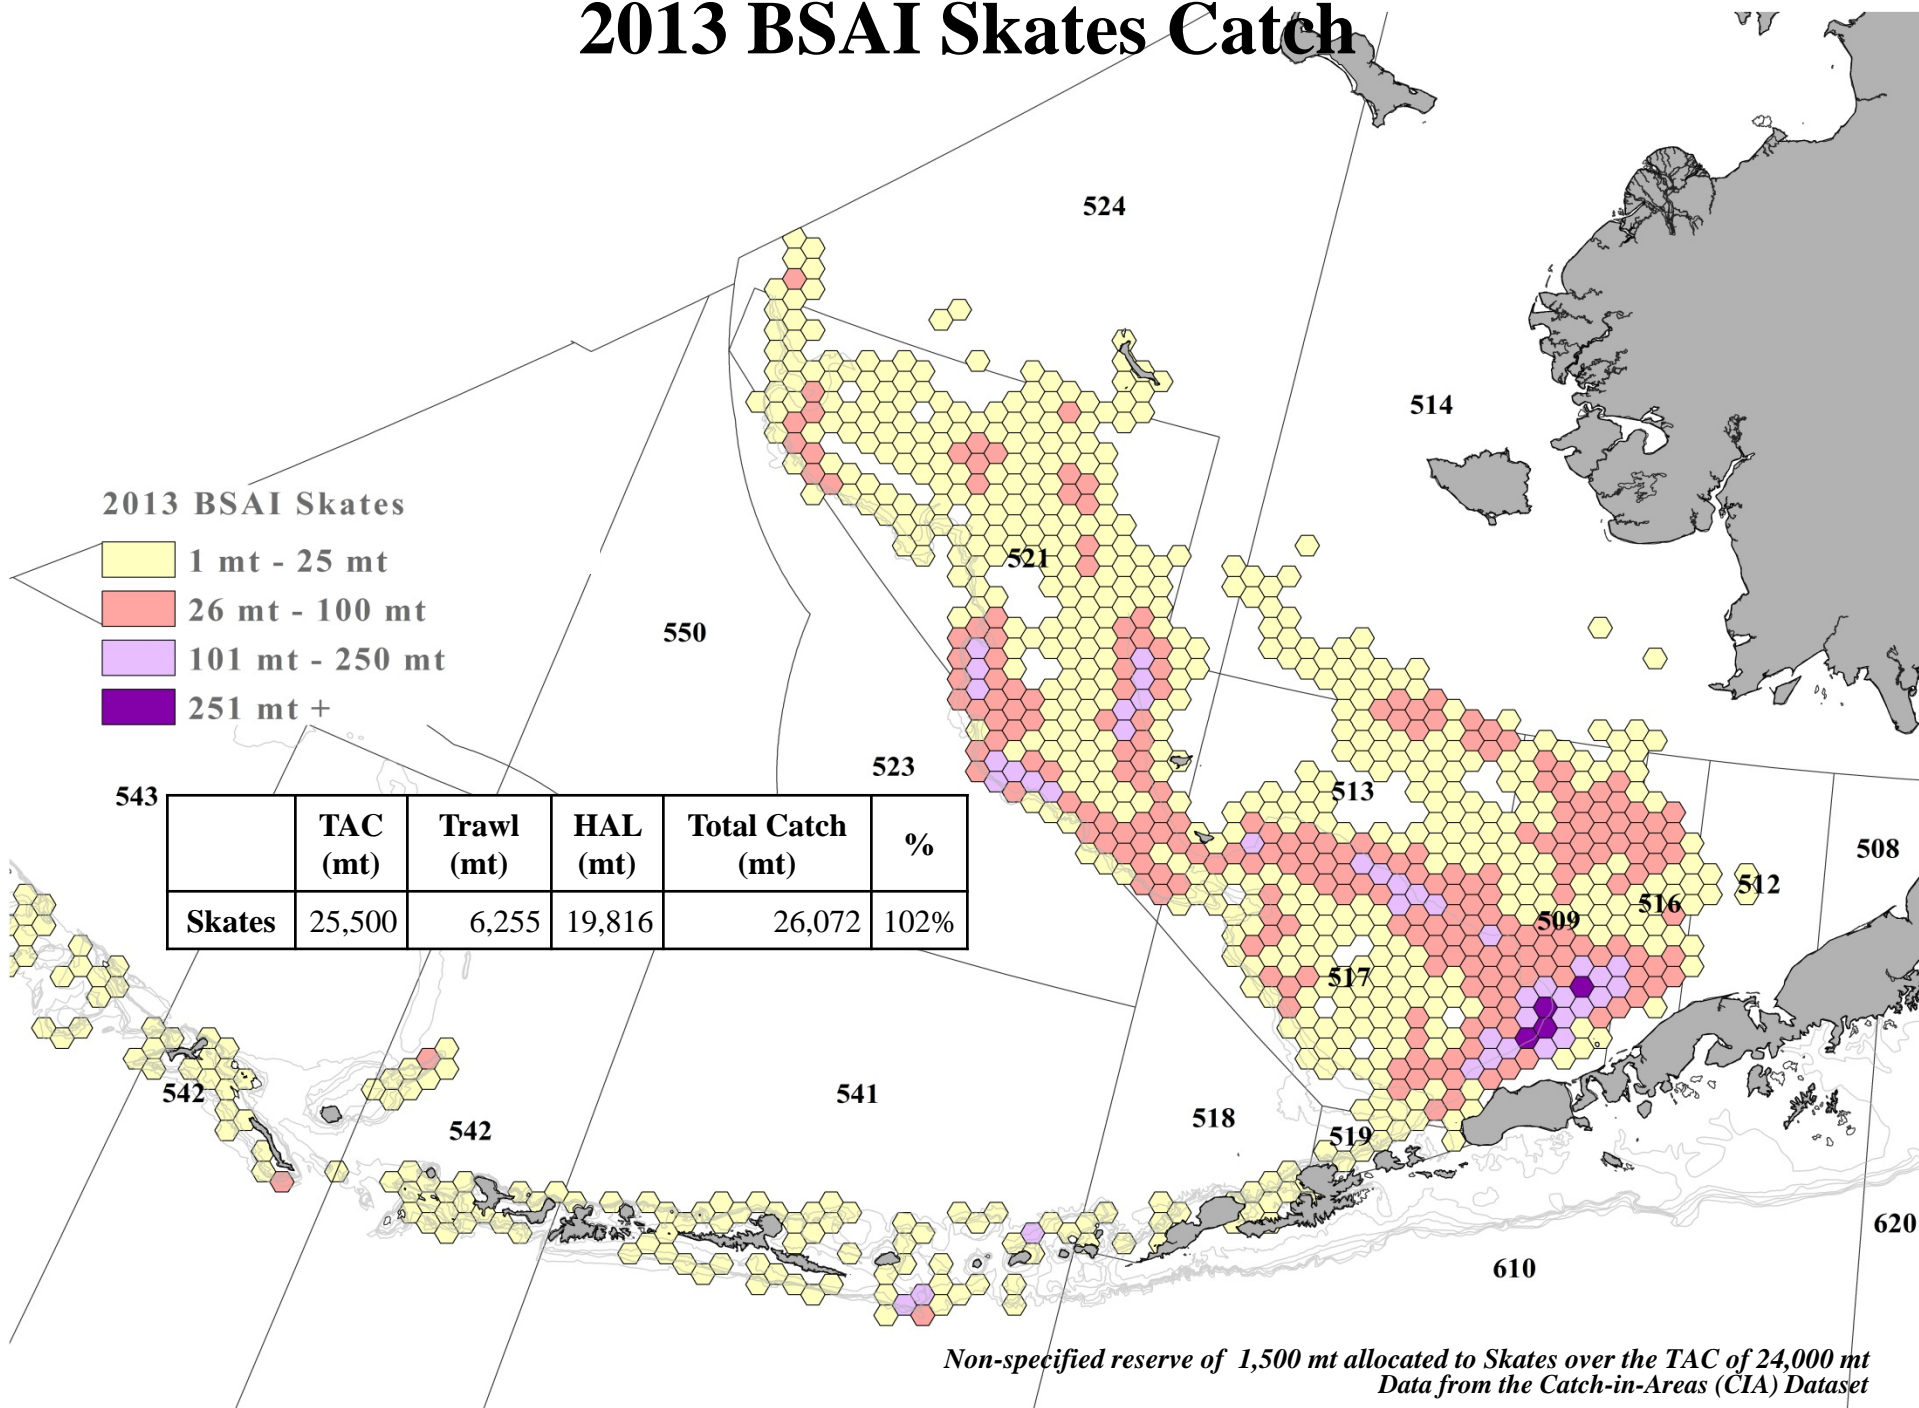 2013 BSAI Skates Catch
524
514
2013 BSAI Skates
1 mt - 25 mt
26 mt - 100 mt
101 mt - 250 mt
251 mt +
521
550
523
513
543
TAC (mt) Trawl (mt) HAL (mt) Total Catch (mt) %
Skates 25,500 6,255 19,816 26,072 102%
508
512
516
509
517
542
541
542
518
519
620
610
Non-specified reserve of 1,500 mt allocated to Skates over the TAC of 24,000 mt
Data from the Catch-in-Areas (CIA) Dataset